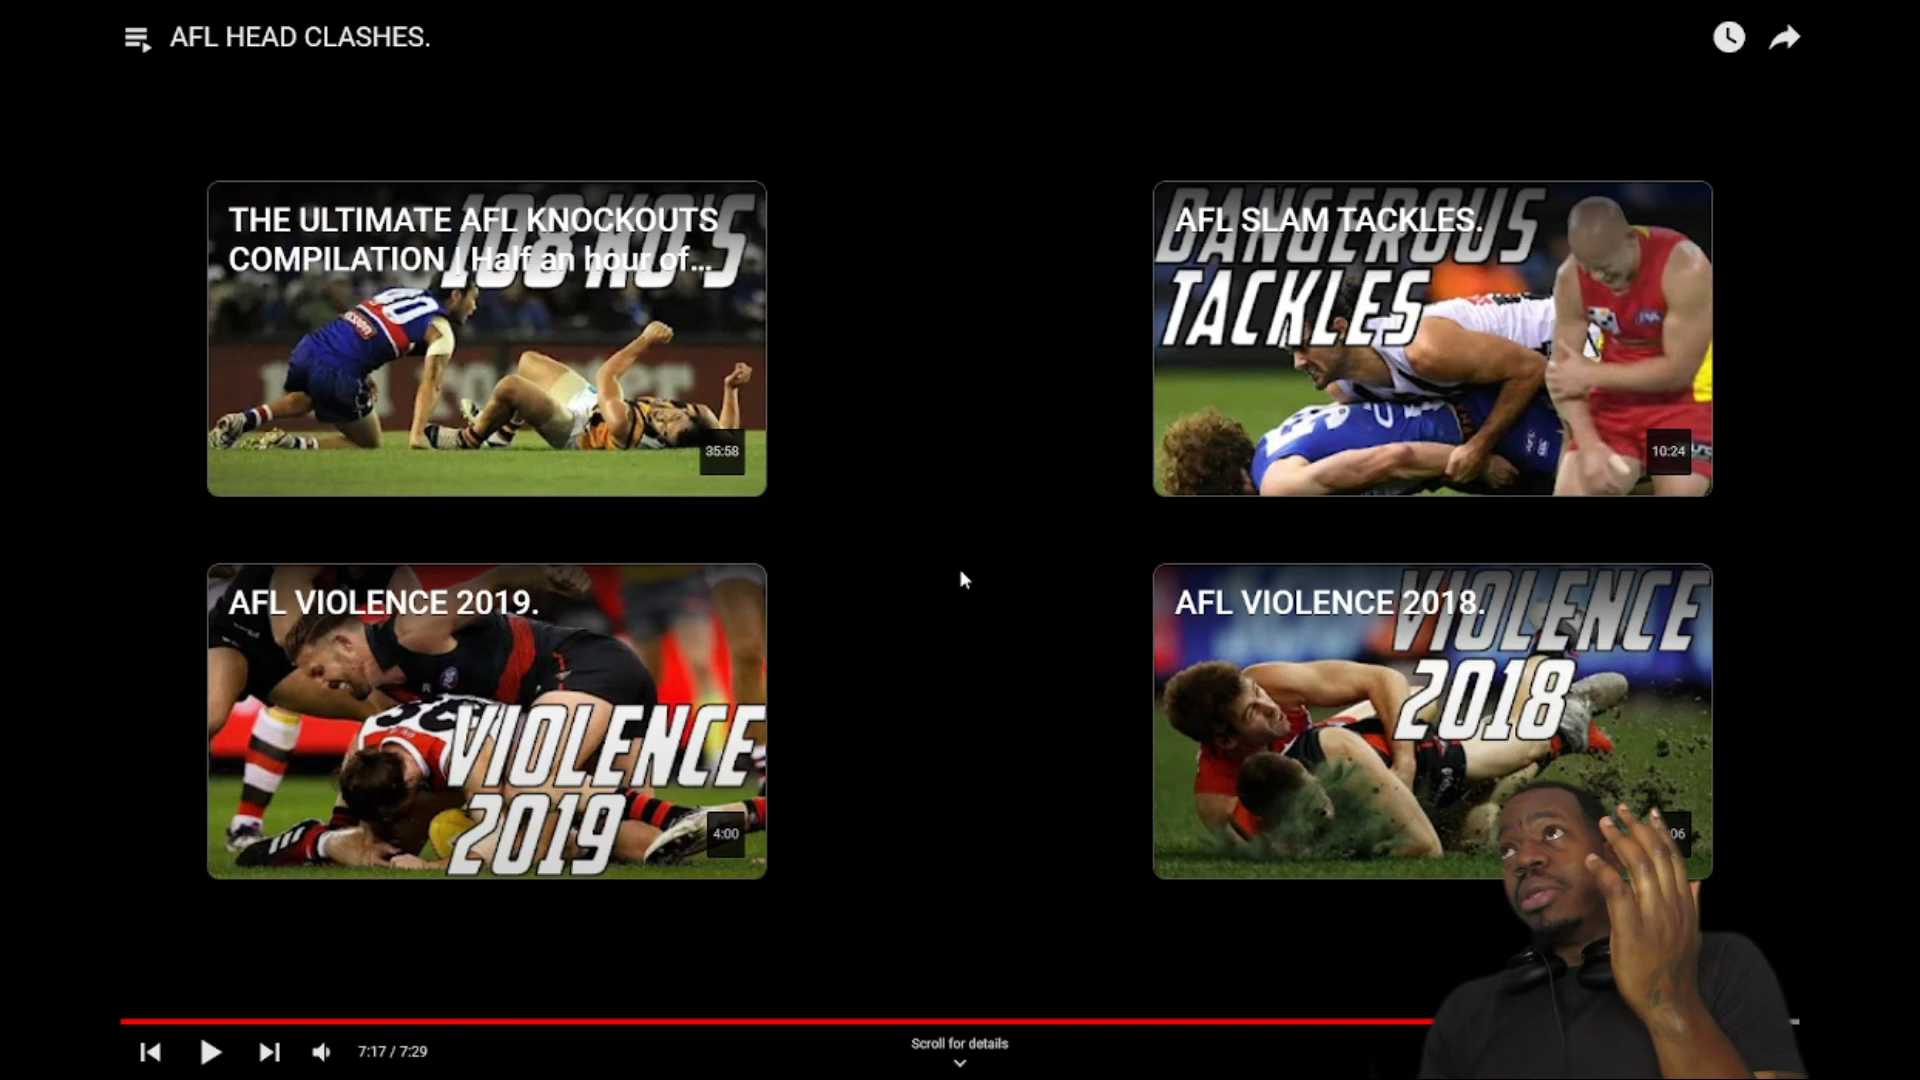 AFL HEAD CLASHES.
THE ULTIMATE AFL KNOCKOUTS
COMPILATION | Half an hour of...
108 KO'S
35:58
AFL SLAM TACKLES.
DANGEROUS
TACKLES
10:24
AFL VIOLENCE 2019.
VIOLENCE
2019
4:00
AFL VIOLENCE 2018.
VIOLENCE
2018
06
Scroll for details
7:17 / 7:29